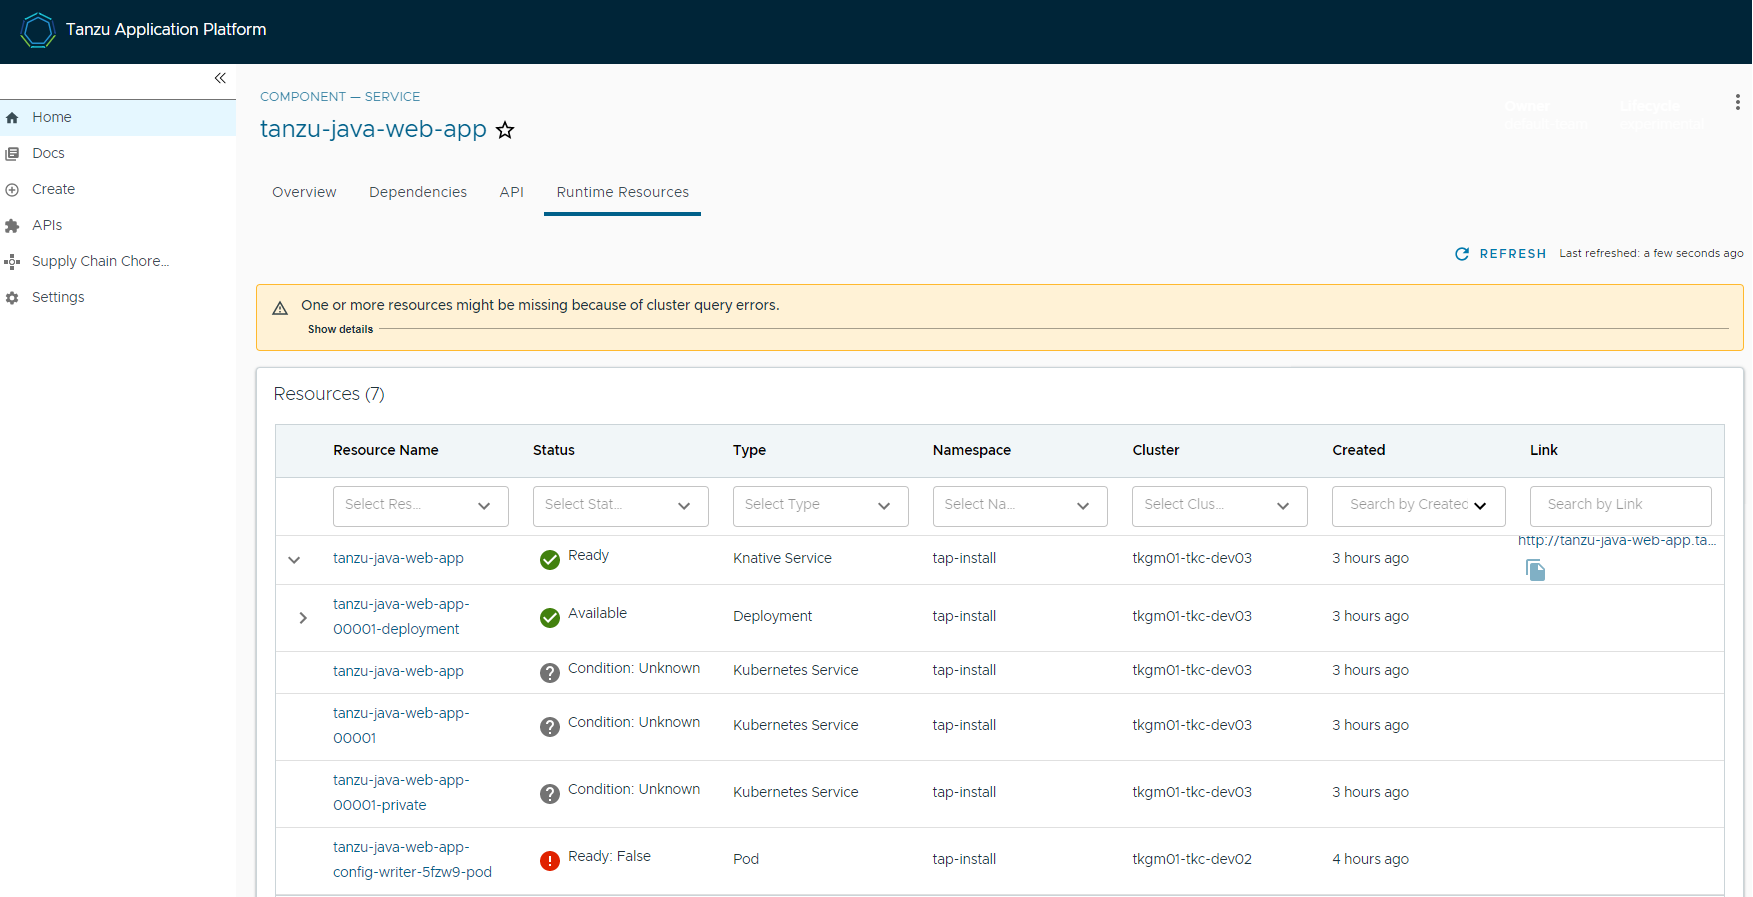 Tanzu Application Platform
Home
Docs
Create
APIs
Supply Chain Chore...
Settings
COMPONENT — SERVICE
tanzu-java-web-app
Owner
default-team
Lifecycle
experimental
Overview
Dependencies
API
Runtime Resources
REFRESH
Last refreshed: a few seconds ago
One or more resources might be missing because of cluster query errors.
Show details
Resources (7)
Resource Name Status Type Namespace Cluster Created Link
Select Res... Select Stat... Select Type Select Na... Select Clus... Search by Created Search by Link
tanzu-java-web-app Ready Knative Service tap-install tkgm01-tkc-dev03 3 hours ago http://tanzu-java-web-app.ta...
tanzu-java-web-app-
00001-deployment Available Deployment tap-install tkgm01-tkc-dev03 3 hours ago
tanzu-java-web-app Condition: Unknown Kubernetes Service tap-install tkgm01-tkc-dev03 3 hours ago
tanzu-java-web-app-
00001 Condition: Unknown Kubernetes Service tap-install tkgm01-tkc-dev03 3 hours ago
tanzu-java-web-app-
00001-private Condition: Unknown Kubernetes Service tap-install tkgm01-tkc-dev03 3 hours ago
tanzu-java-web-app-
config-writer-5fzw9-pod Ready: False Pod tap-install tkgm01-tkc-dev02 4 hours ago